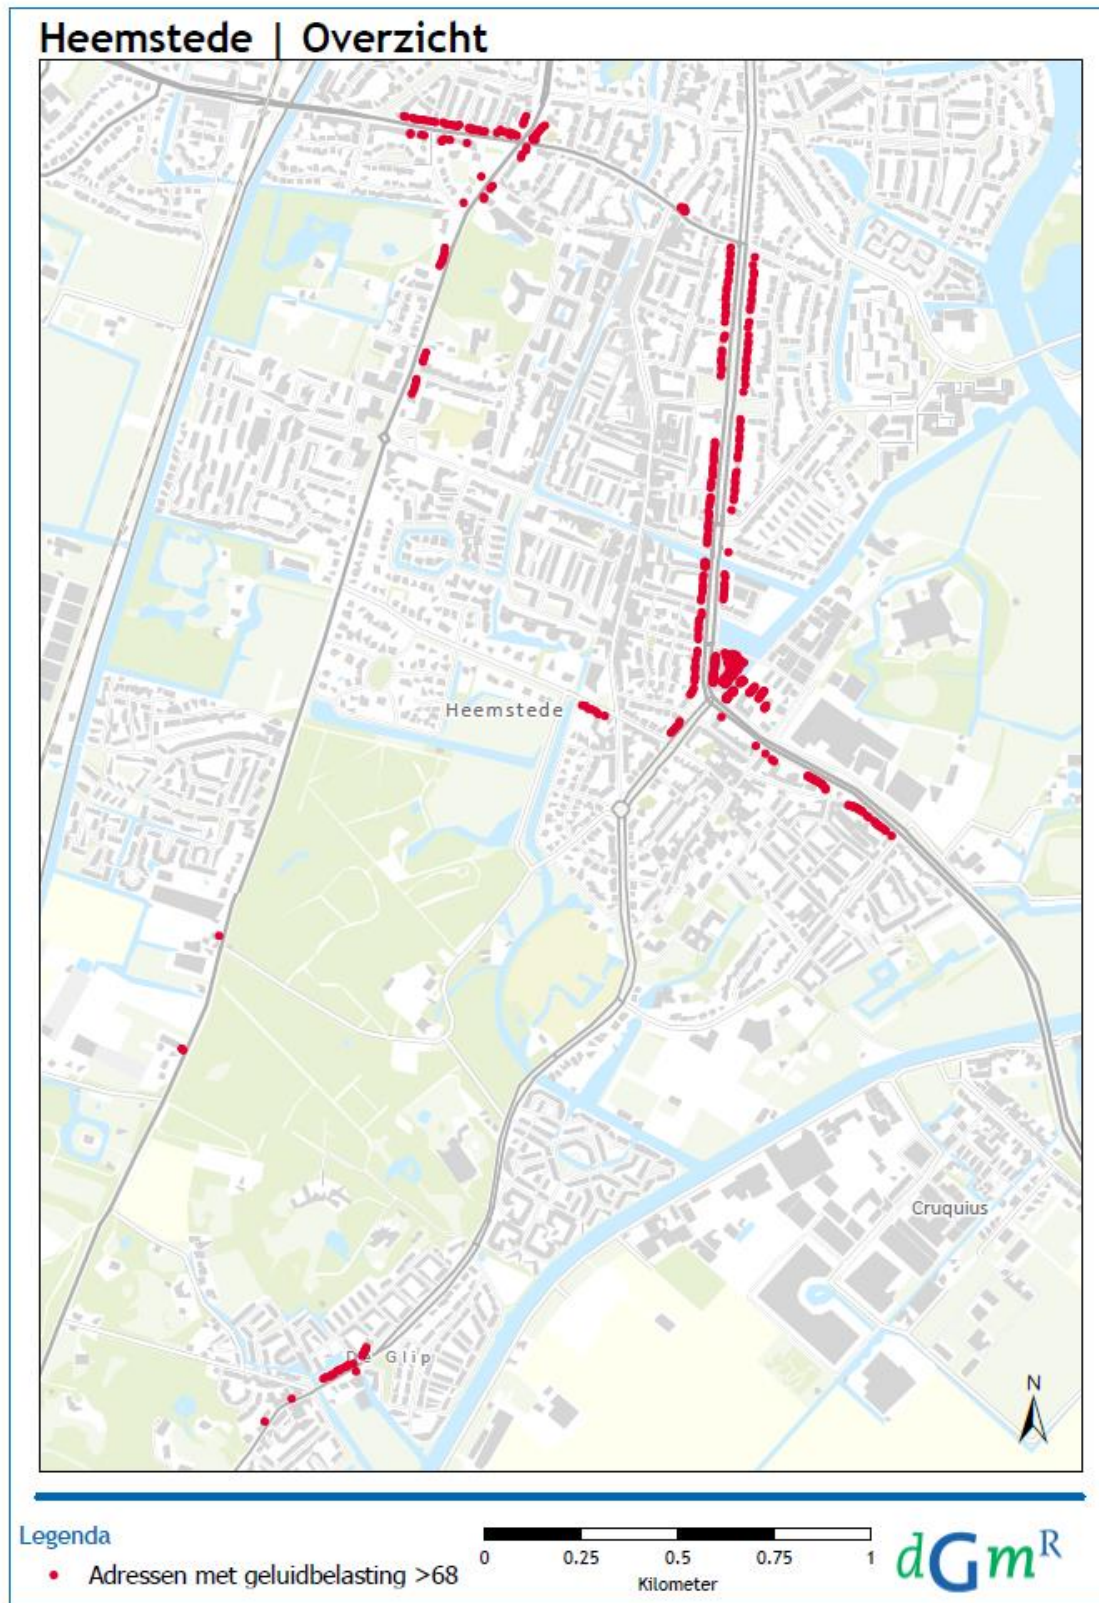 Heemstede | Overzicht
Heemstede
Cruquius
De Glip
N
Legenda
Adressen met geluidbelasting >68
0 0.25 0.5 0.75 1
Kilometer
dGmR